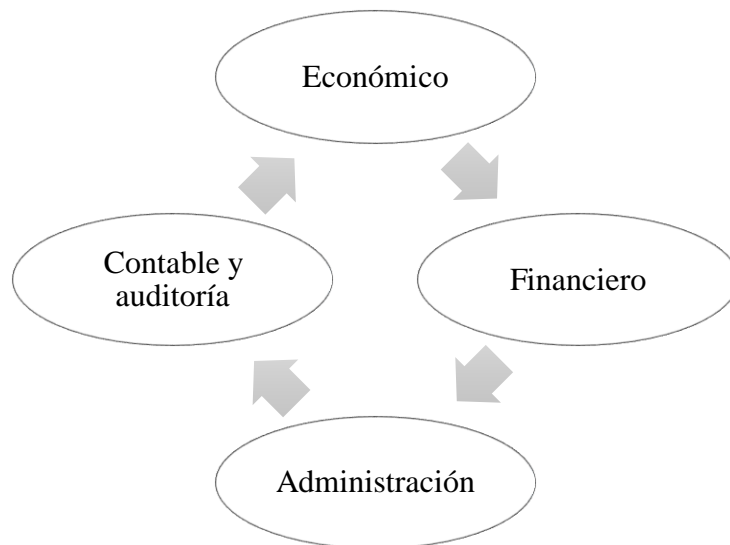 Económico
Contable y
auditoría
Financiero
Administración